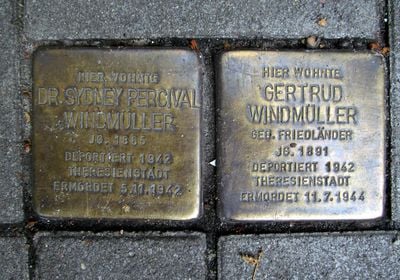 HIER WOHNTE
DR. SYDNEY PERCIVAL
WINDMÜLLER
JG. 1885
DEPORTIERT 1942
THERESIENSTADT
ERMORDET 5.11.1942
HIER WOHNTE
GERTRUD
WINDMÜLLER
GEB. FRIEDLÄNDER
JG. 1891
DEPORTIERT 1942
THERESIENSTADT
ERMORDET 11.7.1944